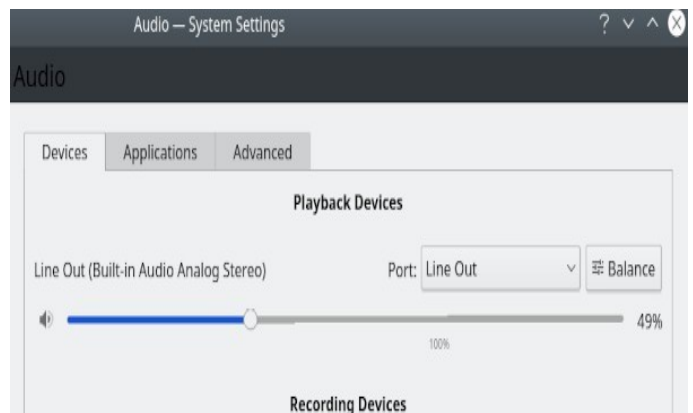 Audio — System Settings
Audio
Devices Applications Advanced
Playback Devices
Line Out (Built-in Audio Analog Stereo) Port: Line Out Balance
49%
100%
Recording Devices